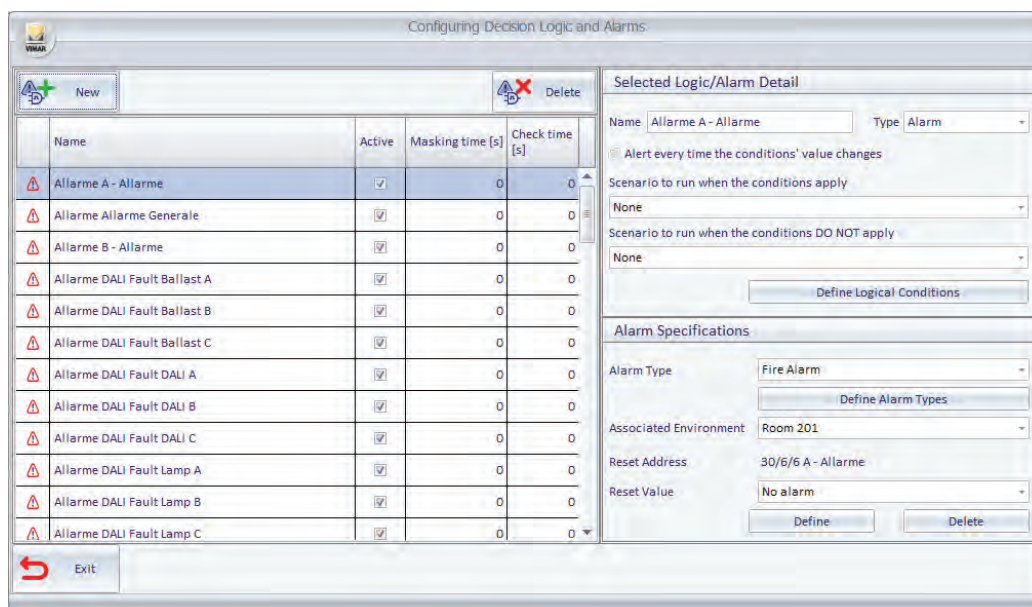 Configuring Decision Logic and Alarms
VIMAR
New
Delete
Name Active Masking time [s] Check time [s]
Allarme A - Allarme 0 0
Allarme Allarme Generale 0 0
Allarme B - Allarme 0 0
Allarme DALI Fault Ballast A 0 0
Allarme DALI Fault Ballast B 0 0
Allarme DALI Fault Ballast C 0 0
Allarme DALI Fault DALI A 0 0
Allarme DALI Fault DALI B 0 0
Allarme DALI Fault DALI C 0 0
Allarme DALI Fault Lamp A 0 0
Allarme DALI Fault Lamp B 0 0
Allarme DALI Fault Lamp C 0 0
Exit
Selected Logic/Alarm Detail
Name Allarme A - Allarme Type Alarm
Alert every time the conditions' value changes
Scenario to run when the conditions apply
None
Scenario to run when the conditions DO NOT apply
None
Define Logical Conditions
Alarm Specifications
Alarm Type Fire Alarm
Define Alarm Types
Associated Environment Room 201
Reset Address 30/6/6 A - Allarme
Reset Value No alarm
Define Delete